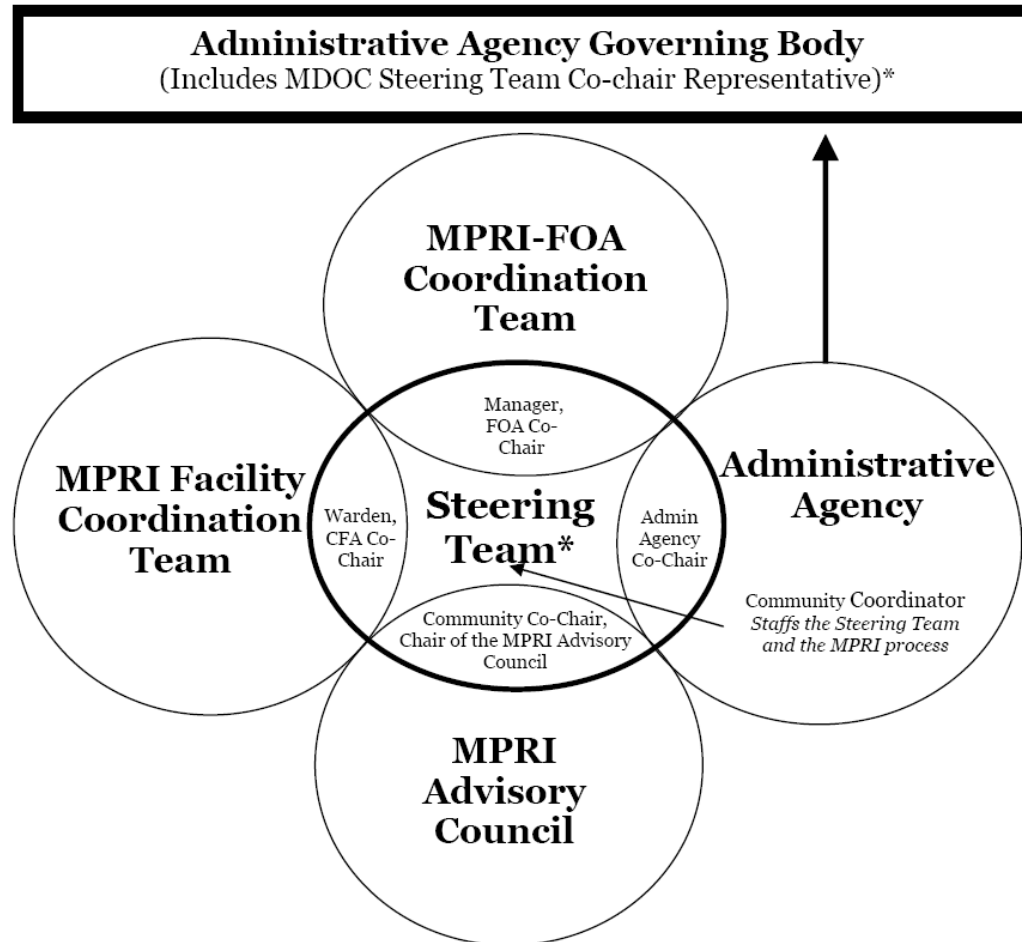 Administrative Agency Governing Body
(Includes MDOC Steering Team Co-chair Representative)*
MPRI-FOA
Coordination
Team
Manager,
FOA Co-
Chair
MPRI Facility
Coordination
Team
Warden,
CFA Co-
Chair
Steering
Team*
Admin
Agency
Co-Chair
Administrative
Agency
Community Coordinator
Staffs the Steering Team
and the MPRI process
Community Co-Chair,
Chair of the MPRI Advisory
Council
MPRI
Advisory
Council